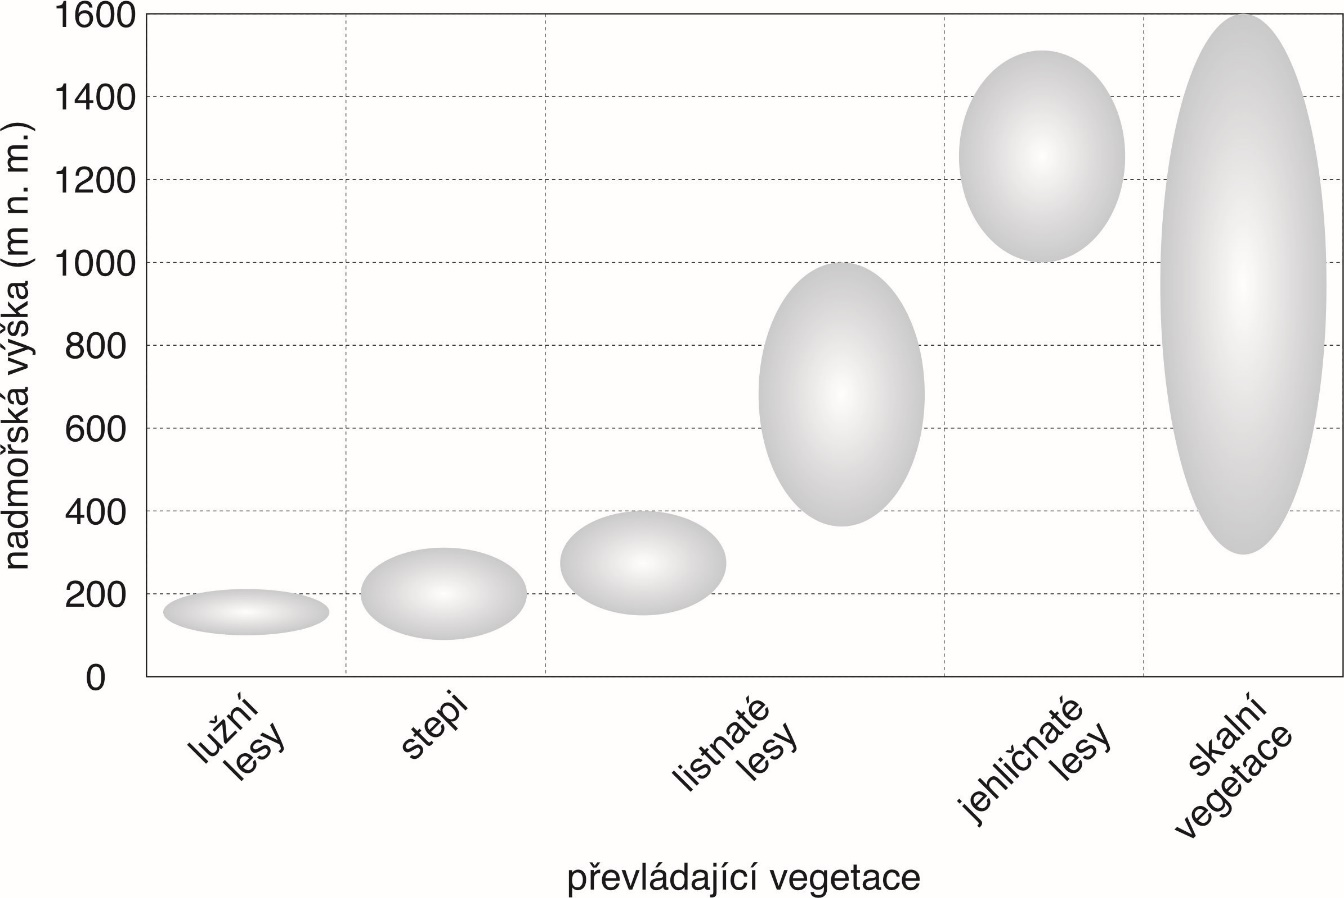 1600
1400
1200
1000
800
600
400
200
0
nadmořská výška (m n. m.)
lužní
lesy
stepi
listnaté
lesy
jehličnaté
lesy
skalní
vegetace
převládající vegetace